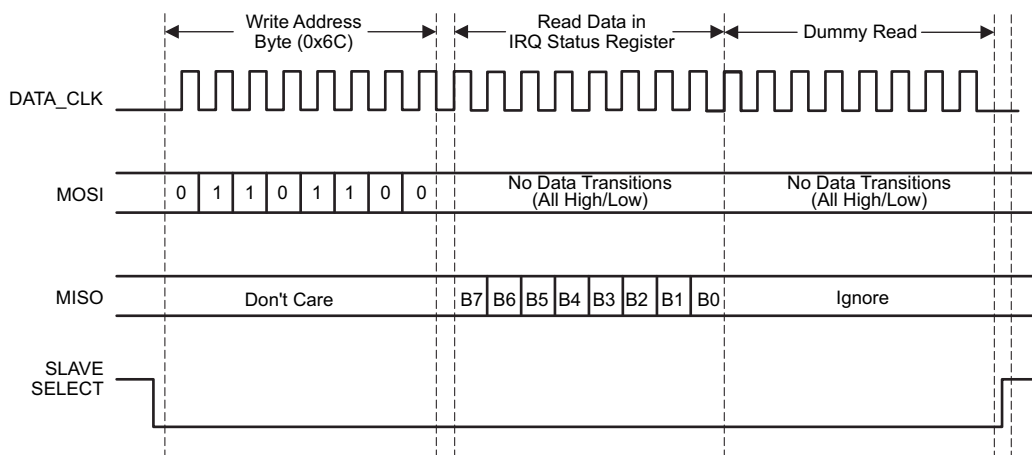 Write Address
Byte (0x6C)
Read Data in
IRQ Status Register
Dummy Read
DATA_CLK
MOSI
0 1 1 0 1 1 0 0
No Data Transitions
(All High/Low)
No Data Transitions
(All High/Low)
MISO
Don't Care
B7 B6 B5 B4 B3 B2 B1 B0
Ignore
SLAVE
SELECT